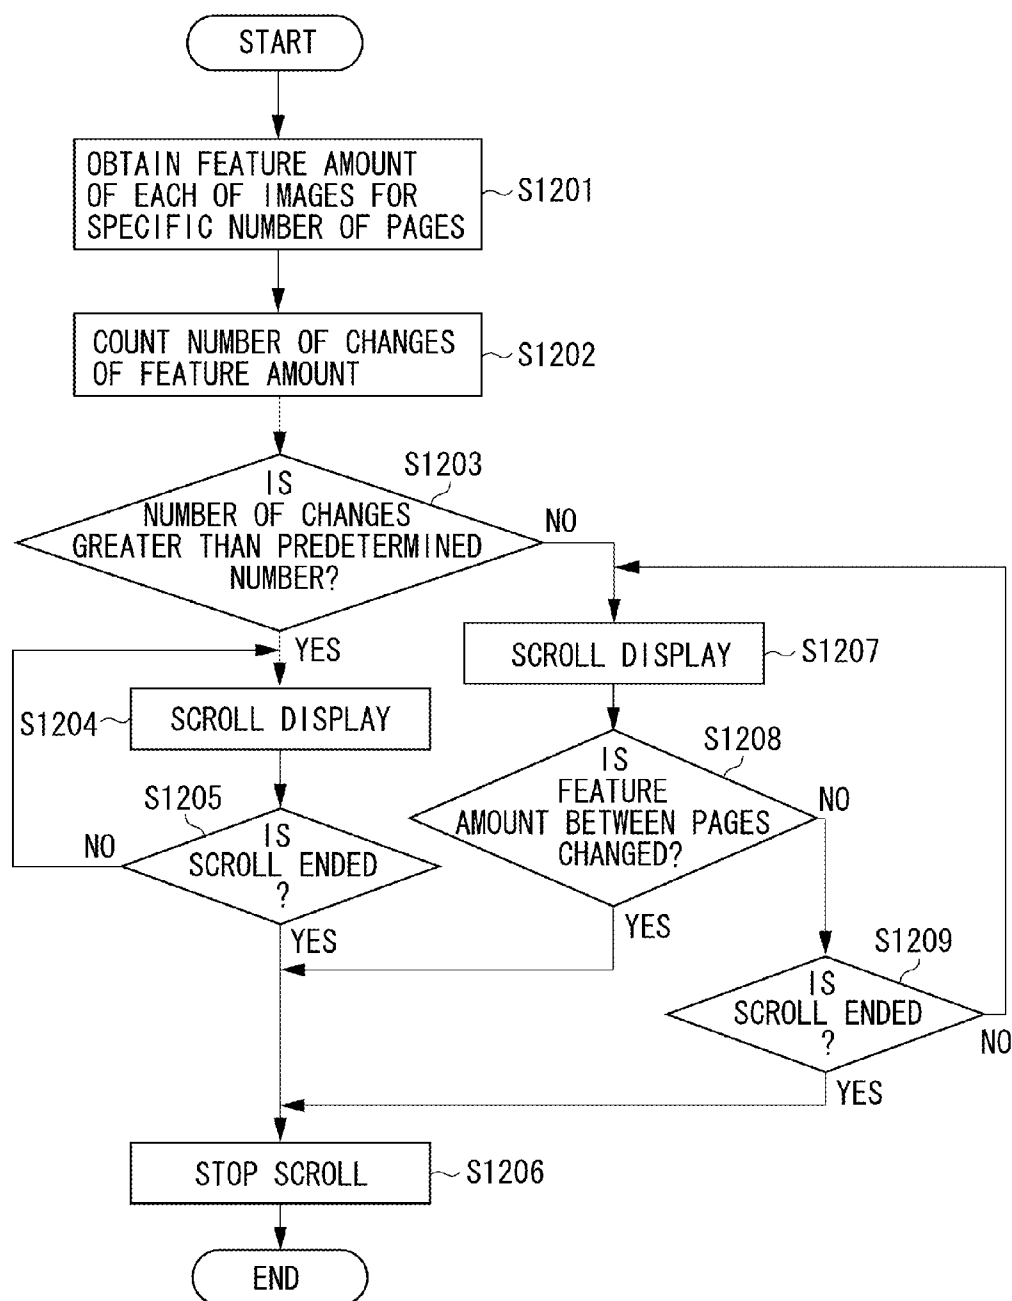 START
OBTAIN FEATURE AMOUNT
OF EACH OF IMAGES FOR
SPECIFIC NUMBER OF PAGES
S1201
COUNT NUMBER OF CHANGES
OF FEATURE AMOUNT
S1202
S1203
IS
NUMBER OF CHANGES
GREATER THAN PREDETERMINED
NUMBER?
NO
YES
SCROLL DISPLAY
S1207
S1204
SCROLL DISPLAY
S1208
IS
FEATURE
AMOUNT BETWEEN PAGES
CHANGED?
NO
YES
S1205
IS
SCROLL ENDED
?
NO
YES
S1209
IS
SCROLL ENDED
?
NO
YES
STOP SCROLL
S1206
END